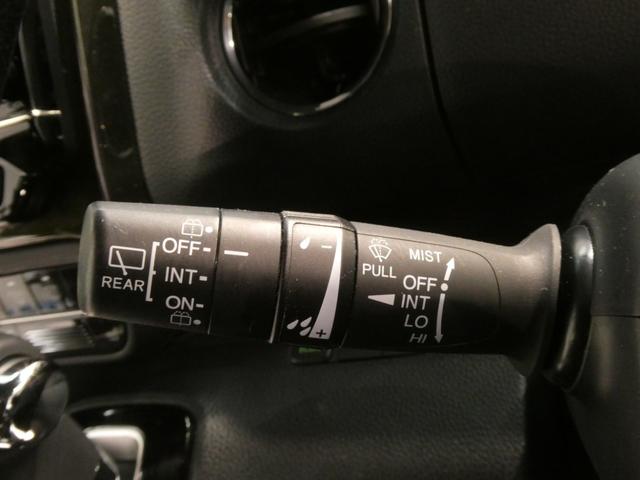 REAR
OFF
INT
ON
−
+
PULL
MIST
OFF
INT
LO
HI